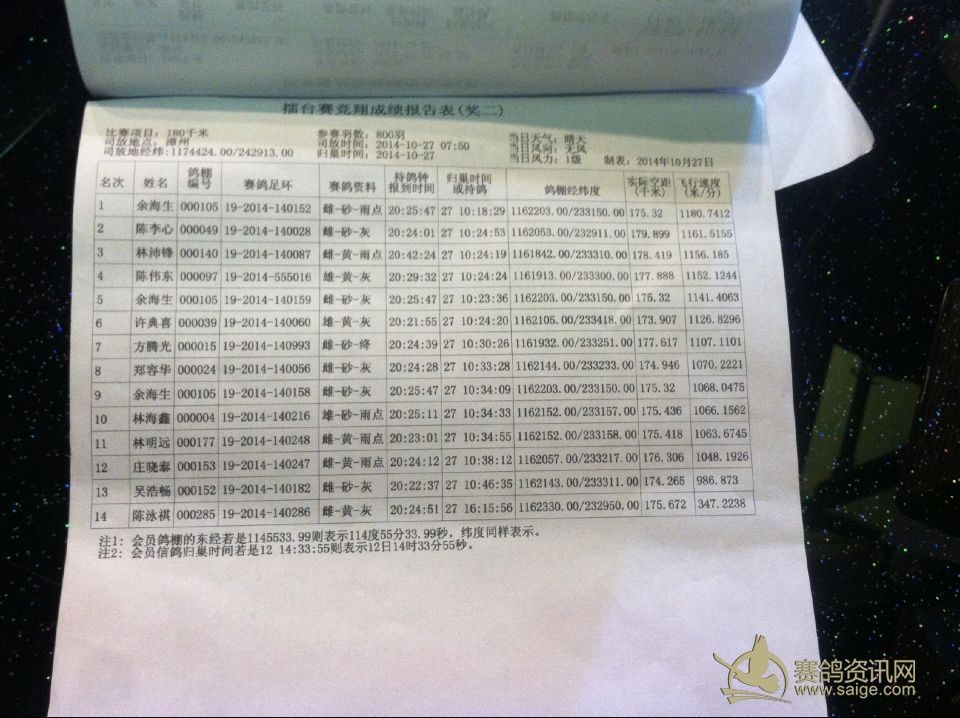 擂台赛竞翔成绩报告表(奖二)
比赛项目: 180千米 参赛羽数: 800羽 当日天气: 晴天
司放地点: 漳州 司放时间: 2014-10-27 07:50 当日风向: 无风
司放地经纬:1174424.00/242913.00 归巢时间: 2014-10-27 当日风力: 1级 制表: 2014年10月27日
名次 姓名 鸽棚编号 赛鸽足环 赛鸽资料 持鸽钟报到时间 归巢时间或持鸽 鸽棚经纬度 实际空距(千米) 飞行速度(米/分)
1 余海生 000105 19-2014-140152 雌-砂-雨点 20:25:47 27 10:18:29 1162203.00/233150.00 175.32 1180.7412
2 陈李心 000049 19-2014-140028 雌-砂-灰 20:24:01 27 10:24:53 1162053.00/232911.00 179.899 1161.5155
3 林沛锋 000140 19-2014-140087 雌-黄-雨点 20:42:24 27 10:24:19 1161842.00/233310.00 178.419 1156.185
4 陈伟东 000097 19-2014-555016 雄-黄-灰 20:29:32 27 10:24:24 1161913.00/233300.00 177.888 1152.1244
5 余海生 000105 19-2014-140159 雌-砂-灰 20:25:47 27 10:23:36 1162203.00/233150.00 175.32 1141.4063
6 许典喜 000039 19-2014-140060 雄-黄-灰 20:21:55 27 10:24:20 1162105.00/233418.00 173.907 1126.8296
7 方腾光 000015 19-2014-140993 雌-砂-绛 20:24:39 27 10:30:26 1161932.00/233251.00 177.617 1107.1101
8 郑容华 000024 19-2014-140056 雌-砂-灰 20:24:28 27 10:33:28 1162144.00/233233.00 174.946 1070.2221
9 余海生 000105 19-2014-140158 雌-砂-灰 20:25:47 27 10:34:09 1162203.00/233150.00 175.32 1068.0475
10 林海鑫 000004 19-2014-140216 雄-砂-雨点 20:25:11 27 10:34:33 1162152.00/233157.00 175.436 1066.1562
11 林明远 000177 19-2014-140248 雌-黄-雨点 20:23:01 27 10:34:55 1162152.00/233158.00 175.418 1063.6745
12 庄晓泰 000153 19-2014-140247 雌-黄-雨点 20:24:12 27 10:38:12 1162057.00/233217.00 176.306 1048.1926
13 吴浩畅 000152 19-2014-140182 雌-砂-灰 20:22:37 27 10:46:35 1162143.00/233311.00 174.265 986.873
14 陈泳祺 000285 19-2014-140286 雌-黄-灰 20:24:51 27 16:15:56 1162330.00/232950.00 175.672 347.2238
注1: 会员鸽棚的东经若是1145533.99则表示114度55分33.99秒，纬度同样表示。
注2: 会员信鸽归巢时间若是12 14:33:55则表示12日14时33分55秒。
赛鸽资讯网
www.saige.com